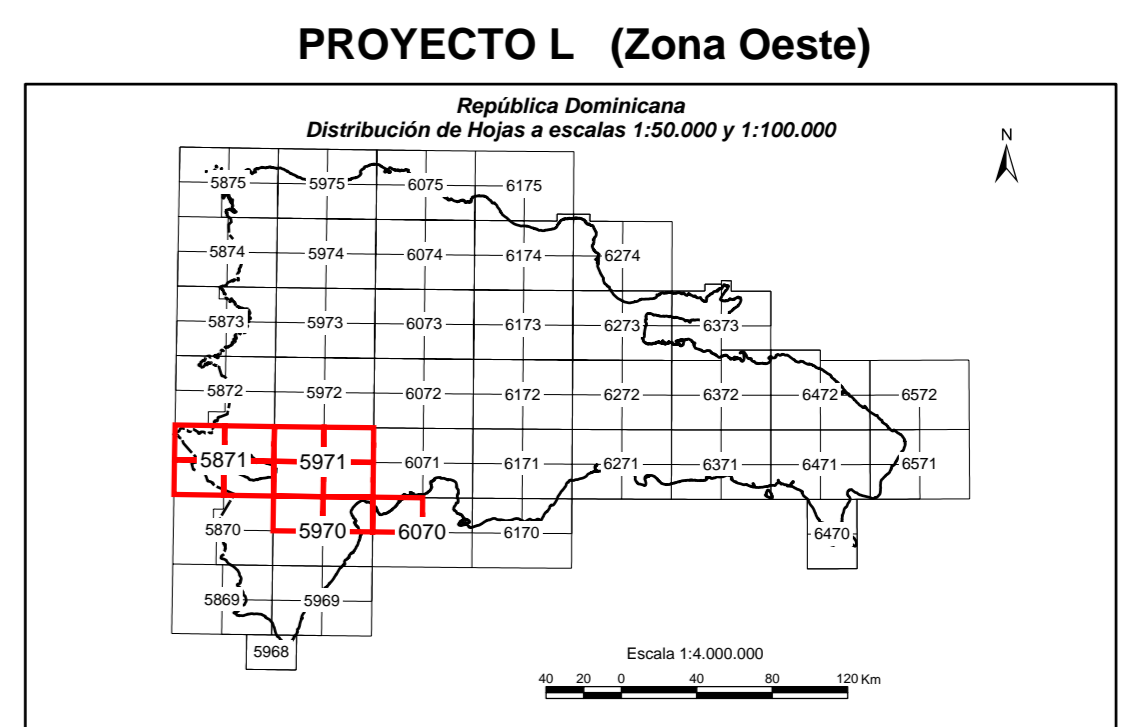 PROYECTO L (Zona Oeste)
República Dominicana
Distribución de Hojas a escalas 1:50.000 y 1:100.000
N
5875 5975 6075 6175
5874 5974 6074 6174 6274
5873 5973 6073 6173 6273 6373
5872 5972 6072 6172 6272 6372 6472 6572
5871 5971 6071 6171 6271 6371 6471 6571
5870 5970 6070 6170 6470
5869 5969
5968
Escala 1:4.000.000
40 20 0 40 80 120 Km